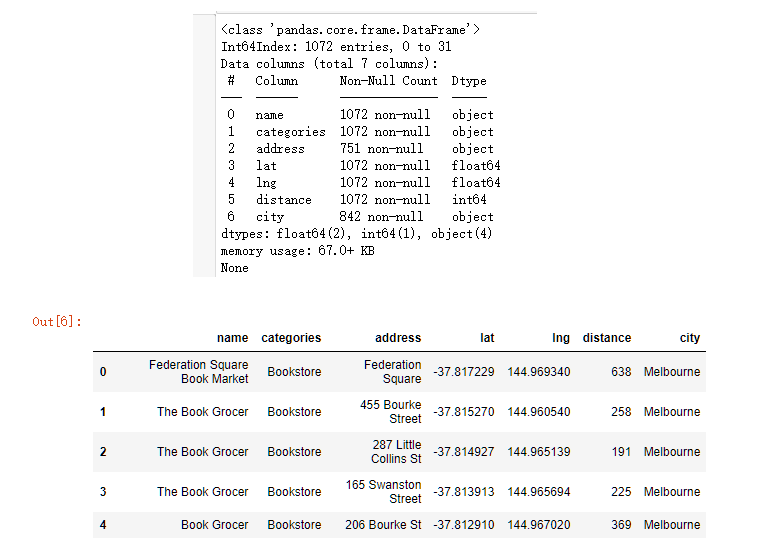 <class 'pandas.core.frame.DataFrame'>
Int64Index: 1072 entries, 0 to 31
Data columns (total 7 columns):
# Column Non-Null Count Dtype
0 name 1072 non-null object
1 categories 1072 non-null object
2 address 751 non-null object
3 lat 1072 non-null float64
4 lng 1072 non-null float64
5 distance 1072 non-null int64
6 city 842 non-null object
dtypes: float64(2), int64(1), object(4)
memory usage: 67.0+ KB
None
Out[6]:
name categories address lat lng distance city
0 Federation Square Book Market Bookstore Federation Square -37.817229 144.969340 638 Melbourne
1 The Book Grocer Bookstore 455 Bourke Street -37.815270 144.960540 258 Melbourne
2 The Book Grocer Bookstore 287 Little Collins St -37.814927 144.965139 191 Melbourne
3 The Book Grocer Bookstore 165 Swanston Street -37.813913 144.965694 225 Melbourne
4 Book Grocer Bookstore 206 Bourke St -37.812910 144.967020 369 Melbourne